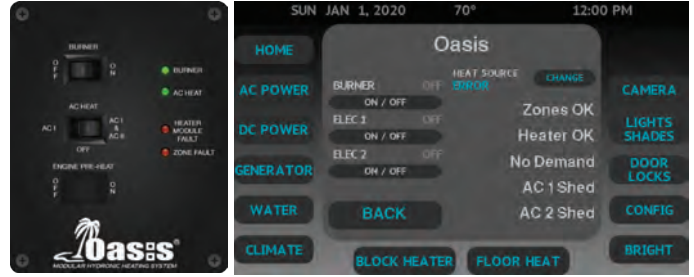 BURNER
OFF
ON
BURNER
AC HEAT
AC HEAT
AC I
AC I
&
AC II
OFF
HEATER
MODULE
FAULT
ZONE FAULT
ENGINE PRE-HEAT
OFF
ON
Oasis
MODULAR HYDRONIC HEATING SYSTEM
SUN JAN 1, 2020 70° 12:00 PM
HOME
AC POWER
DC POWER
GENERATOR
WATER
CLIMATE
Oasis
BURNER OFF
ON / OFF
ELEC 1 OFF
ON / OFF
ELEC 2 OFF
ON / OFF
BACK
HEAT SOURCE
ERROR
CHANGE
Zones OK
Heater OK
No Demand
AC 1 Shed
AC 2 Shed
BLOCK HEATER
FLOOR HEAT
CAMERA
LIGHTS
SHADES
DOOR
LOCKS
CONFIG
BRIGHT